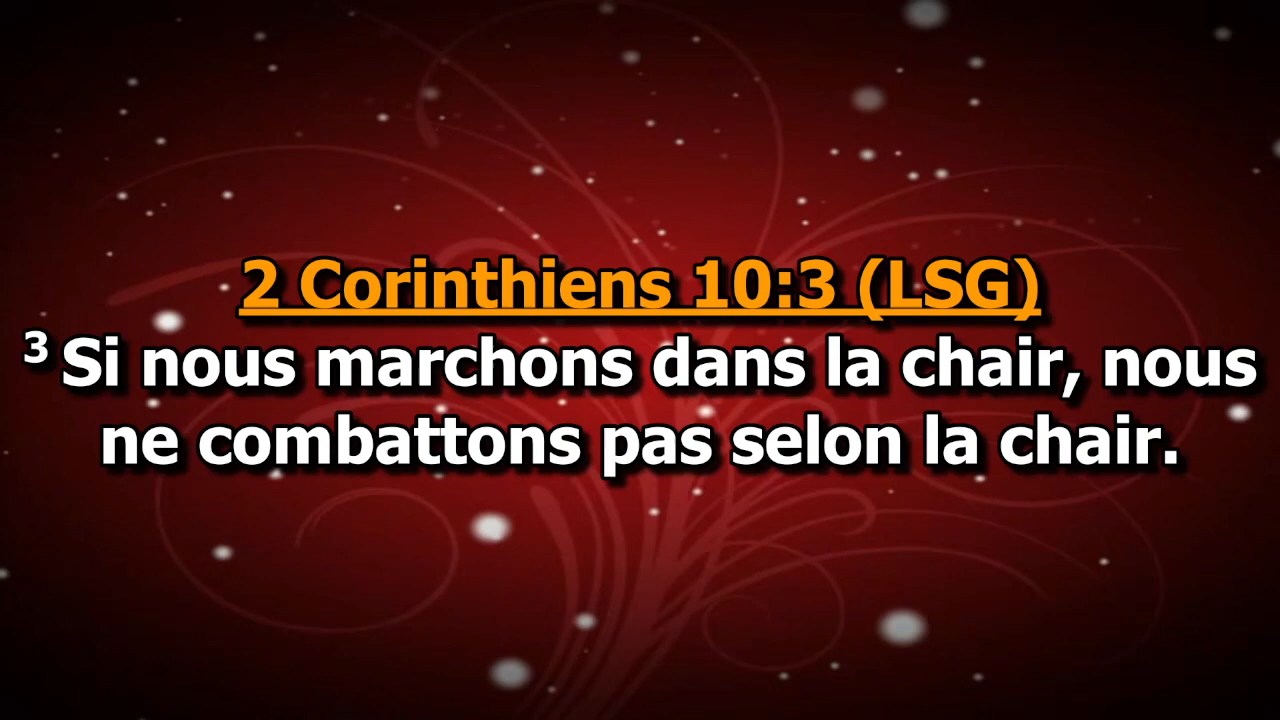 2 Corinthiens 10:3 (LSG)
³ Si nous marchons dans la chair, nous
ne combattons pas selon la chair.